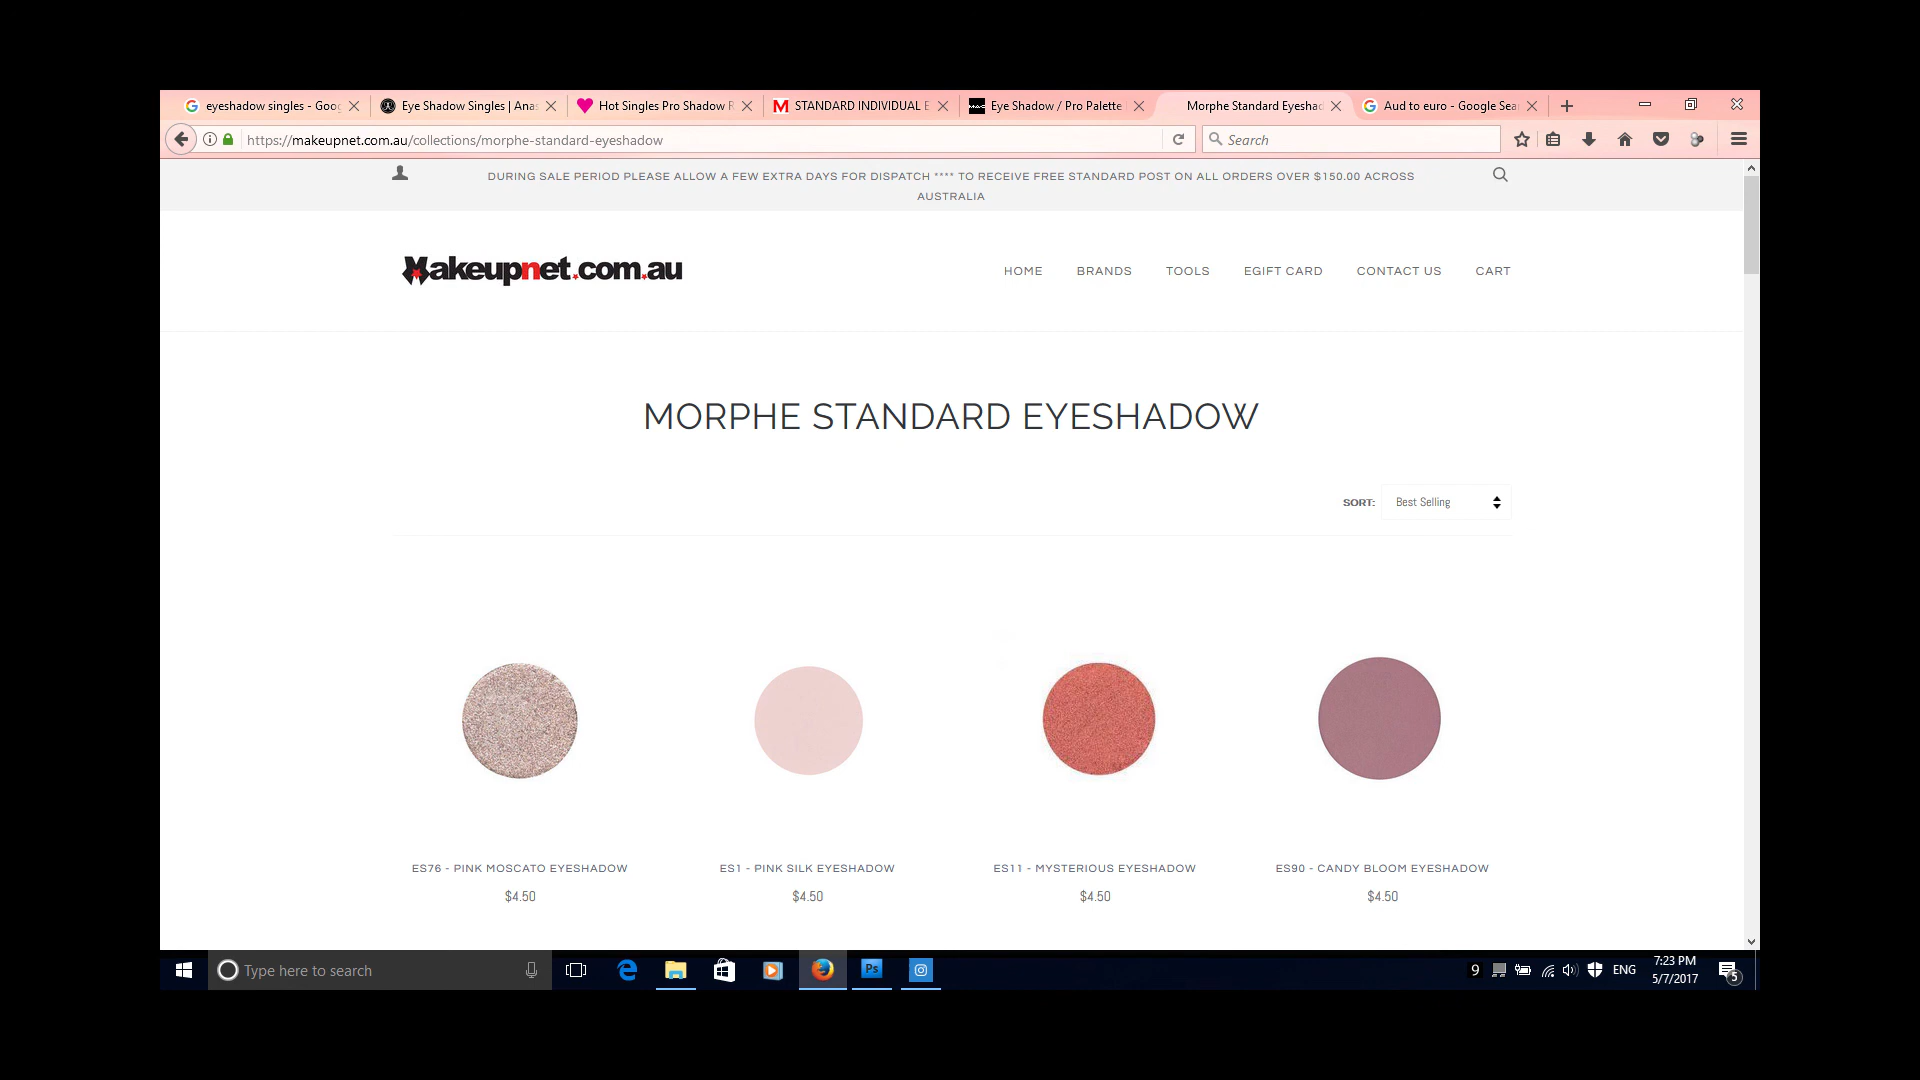 eyeshadow singles - Goog
Eye Shadow Singles | Anas
Hot Singles Pro Shadow R
STANDARD INDIVIDUAL E
Eye Shadow / Pro Palette
Morphe Standard Eyeshad
Aud to euro - Google Sea
https://makeupnet.com.au/collections/morphe-standard-eyeshadow
Search
DURING SALE PERIOD PLEASE ALLOW A FEW EXTRA DAYS FOR DISPATCH **** TO RECEIVE FREE STANDARD POST ON ALL ORDERS OVER $150.00 ACROSS
AUSTRALIA
Makeupnet.com.au
HOME BRANDS TOOLS EGIFT CARD CONTACT US CART
MORPHE STANDARD EYESHADOW
SORT: Best Selling
ES76 - PINK MOSCATO EYESHADOW
$4.50
ES1 - PINK SILK EYESHADOW
$4.50
ES11 - MYSTERIOUS EYESHADOW
$4.50
ES90 - CANDY BLOOM EYESHADOW
$4.50
Type here to search
Ps
9
ENG
7:23 PM
5/7/2017
5